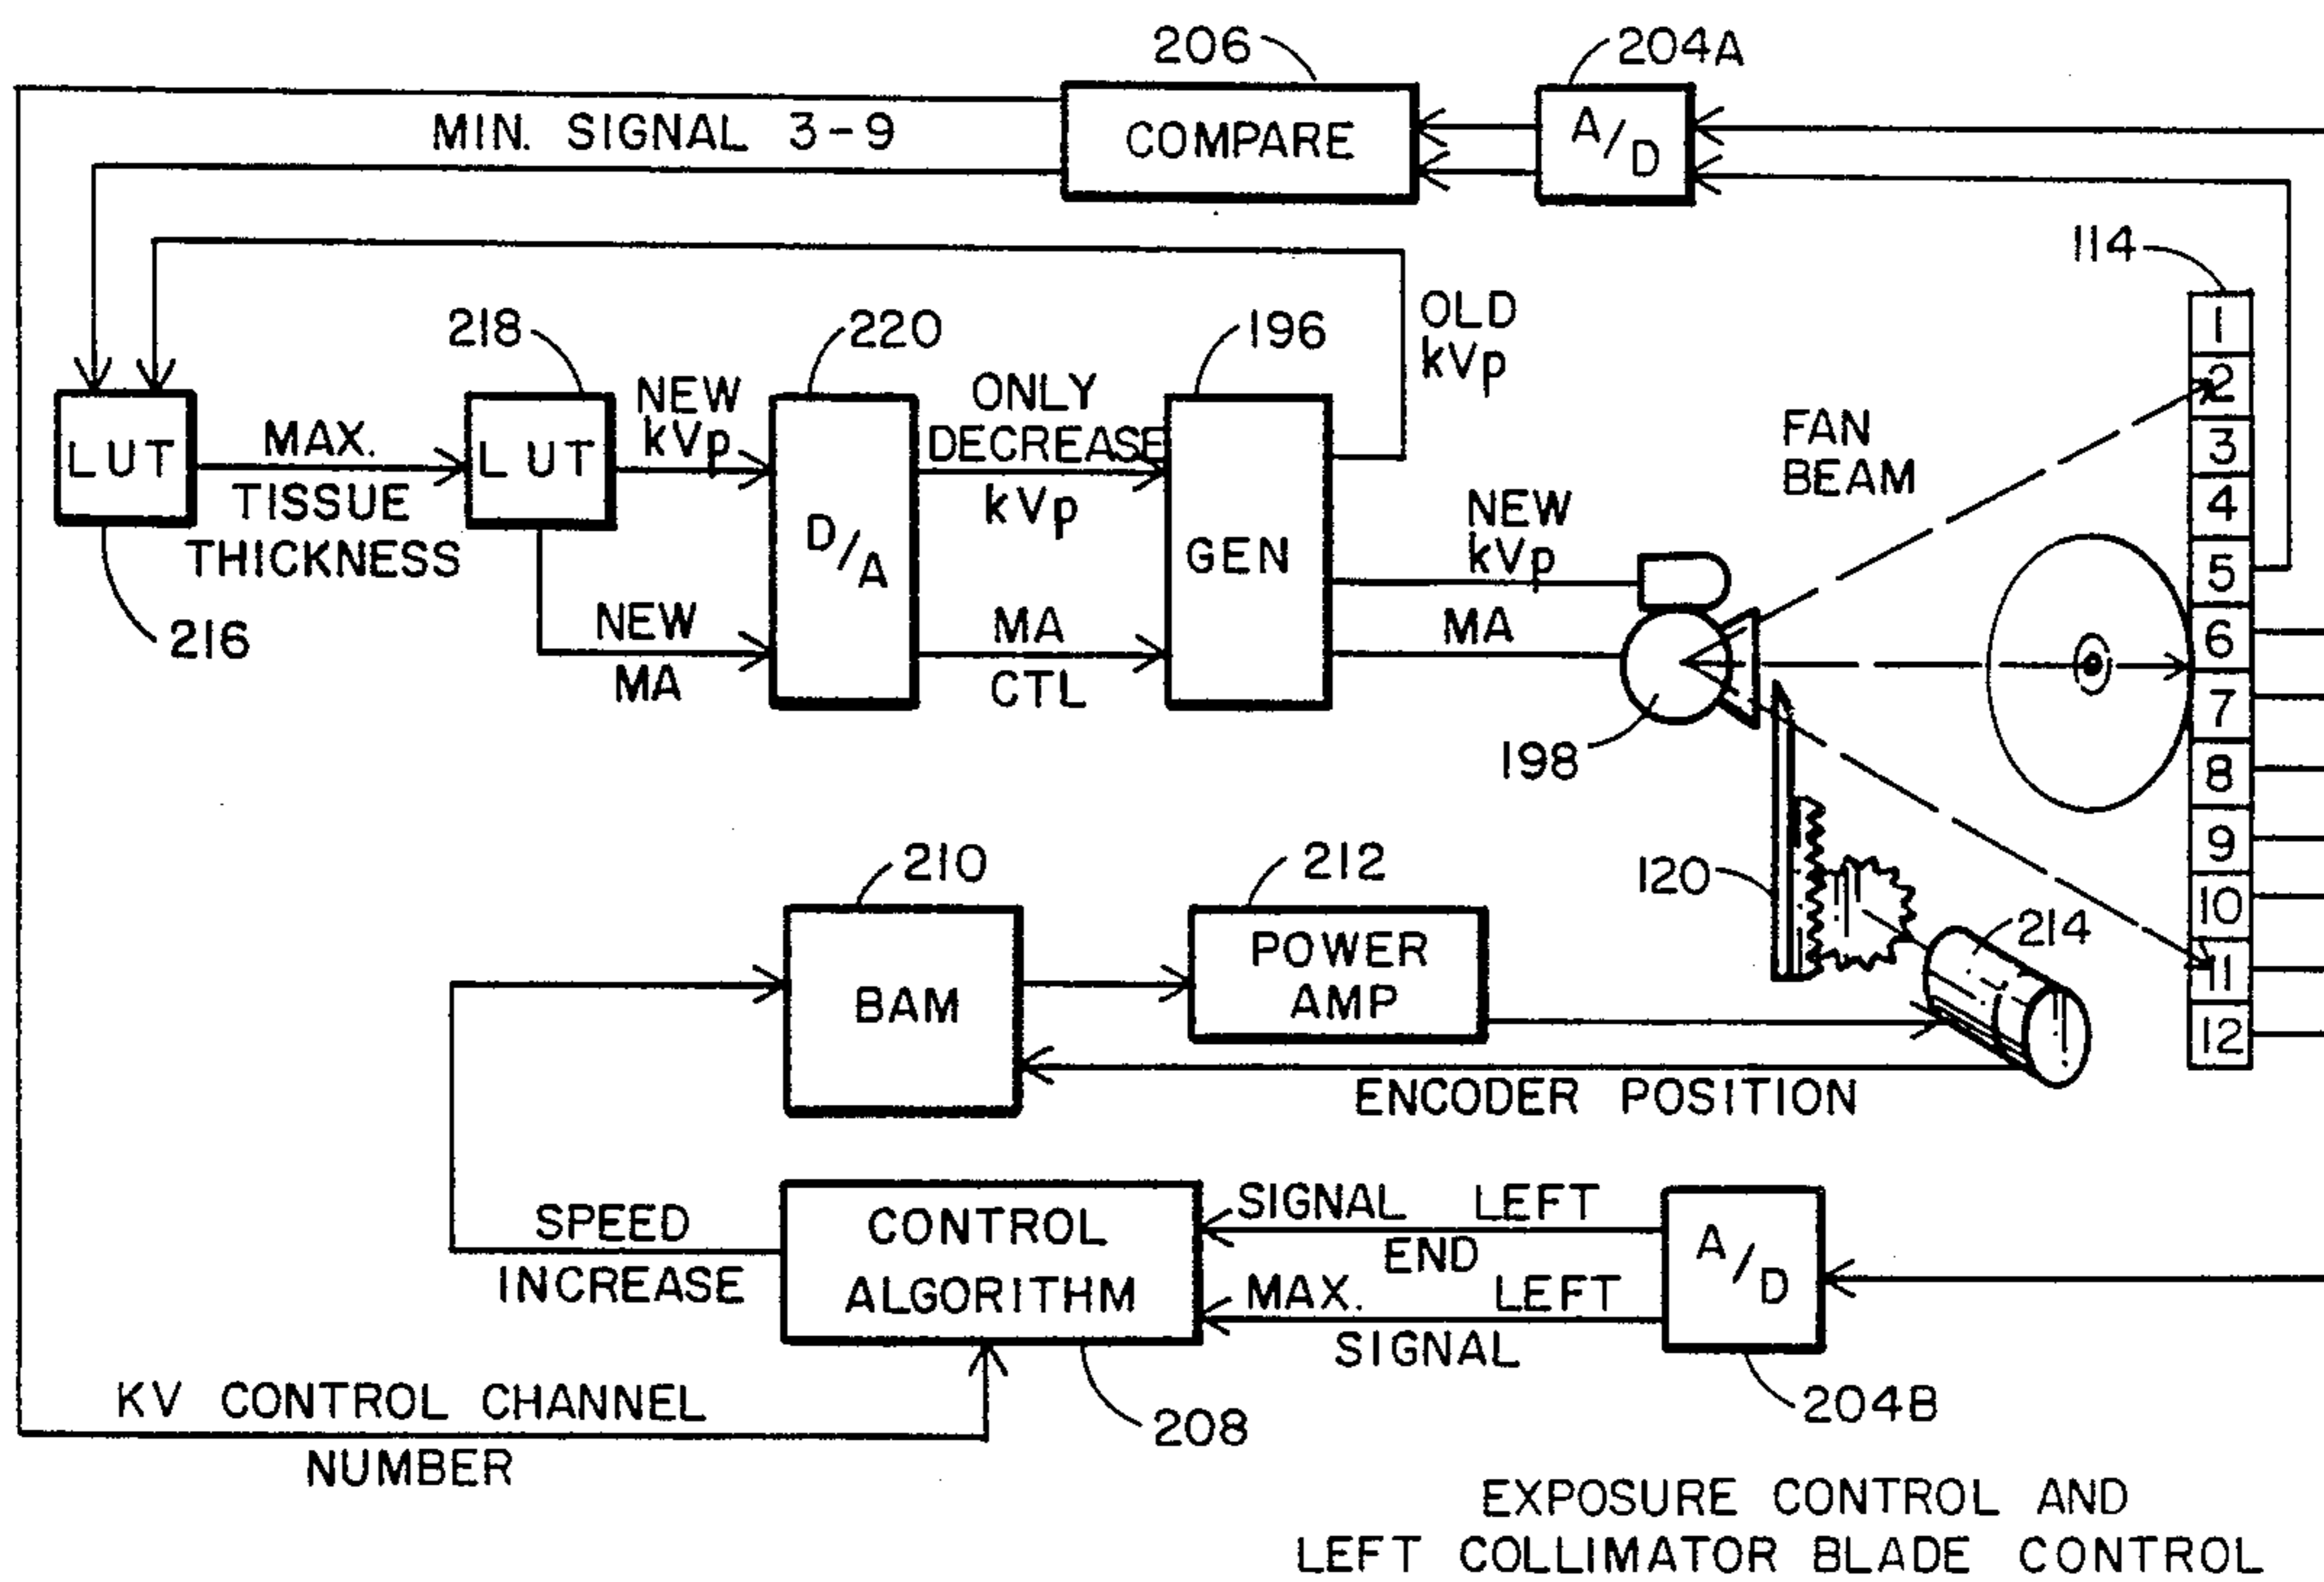 206
204A
MIN. SIGNAL 3-9
COMPARE
A/D
114
OLD
kVp
218
220
196
LUT
MAX.
TISSUE
THICKNESS
216
LUT
NEW
kVp
NEW
MA
D/A
ONLY
DECREASE
kVp
MA
CTL
GEN
NEW
kVp
MA
198
FAN
BEAM
1
2
3
4
5
6
7
8
9
10
11
12
210
212
120
214
BAM
POWER
AMP
ENCODER POSITION
SPEED
INCREASE
CONTROL
ALGORITHM
SIGNAL LEFT
END
MAX. LEFT
SIGNAL
A/D
204B
208
KV CONTROL CHANNEL
NUMBER
EXPOSURE CONTROL AND
LEFT COLLIMATOR BLADE CONTROL